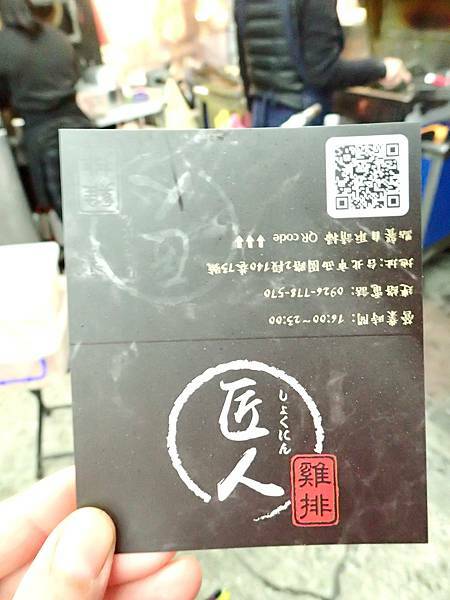 營業時間：16:00~23:00
連絡電話：0926-778-570
地址：台北市西園路2段140巷75號
點餐自取請掃 QR code
匠人
しょくにん
雞排